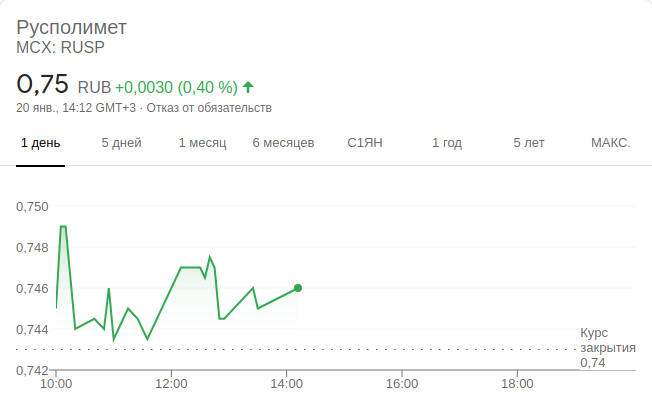 Русполимет
MCX: RUSP
0,75 RUB +0,0030 (0,40 %)
20 янв., 14:12 GMT+3 · Отказ от обязательств
1 день 5 дней 1 месяц 6 месяцев С1ЯН 1 год 5 лет МАКС.
0,750
0,748
0,746
0,744
0,742
Курс
закрытия
0,74
10:00 12:00 14:00 16:00 18:00